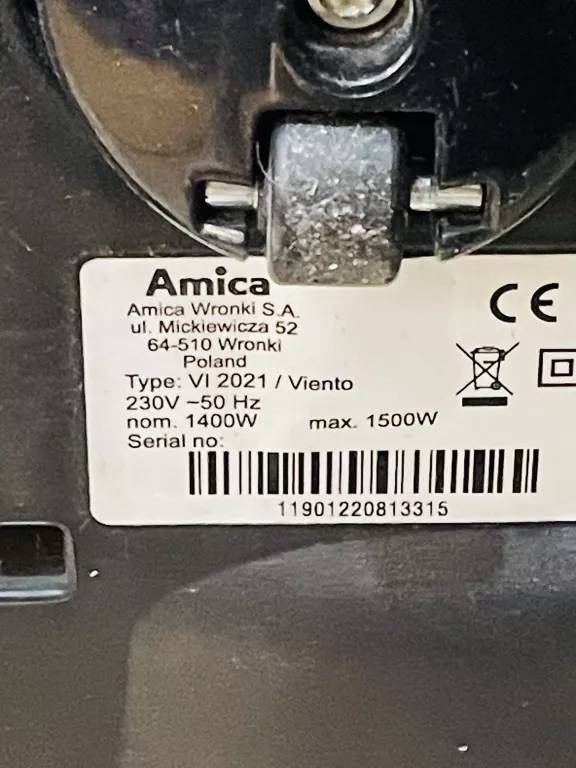 Amica
Amica Wronki S.A.
ul. Mickiewicza 52
64-510 Wronki
Poland
Type: VI 2021 / Viento
230V ~50 Hz
nom. 1400W max. 1500W
Serial no:
11901220813315
CE